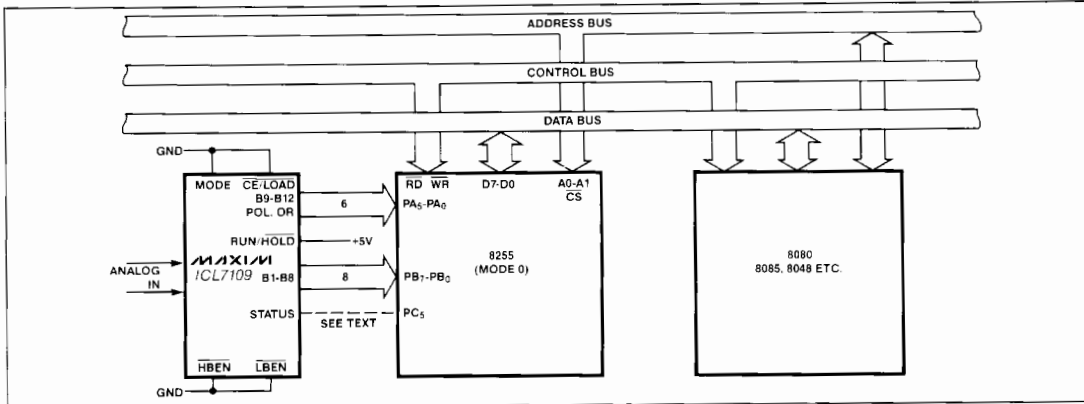 ADDRESS BUS
CONTROL BUS
DATA BUS
GND
MODE CE/LOAD
B9-B12
POL. OR
6
RUN/HOLD
+5V
MAXIM
ICL7109
ANALOG
IN
B1-B8
8
STATUS
SEE TEXT
HBEN LBEN
GND
RD WR D7-D0 A0-A1
CS
PA5-PA0
8255
(MODE 0)
PB7-PB0
PC5
8080
8085, 8048 ETC.